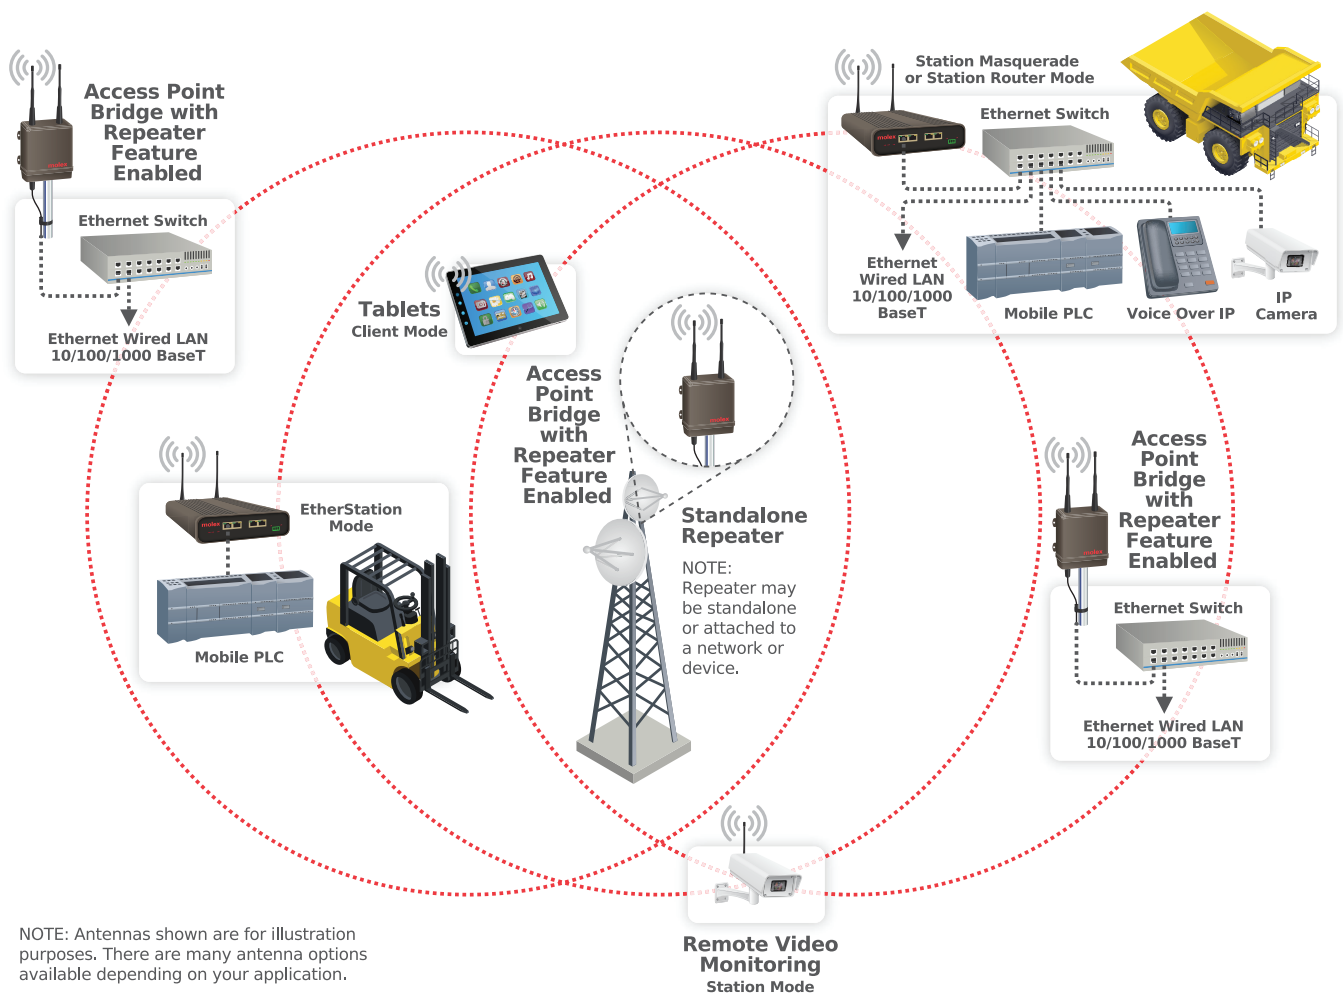 Access Point
Bridge with
Repeater
Feature
Enabled
molex
Ethernet Switch
Ethernet Wired LAN
10/100/1000 BaseT
Station Masquerade
or Station Router Mode
molex
Ethernet Switch
Ethernet
Wired LAN
10/100/1000
BaseT
Mobile PLC
Voice Over IP
IP
Camera
Tablets
Client Mode
Access
Point
Bridge
with
Repeater
Feature
Enabled
molex
Standalone
Repeater
NOTE:
Repeater may
be standalone
or attached to
a network or
device.
molex
EtherStation
Mode
Mobile PLC
Access
Point
Bridge
with
Repeater
Feature
Enabled
molex
Ethernet Switch
Ethernet Wired LAN
10/100/1000 BaseT
Remote Video
Monitoring
Station Mode
NOTE: Antennas shown are for illustration
purposes. There are many antenna options
available depending on your application.